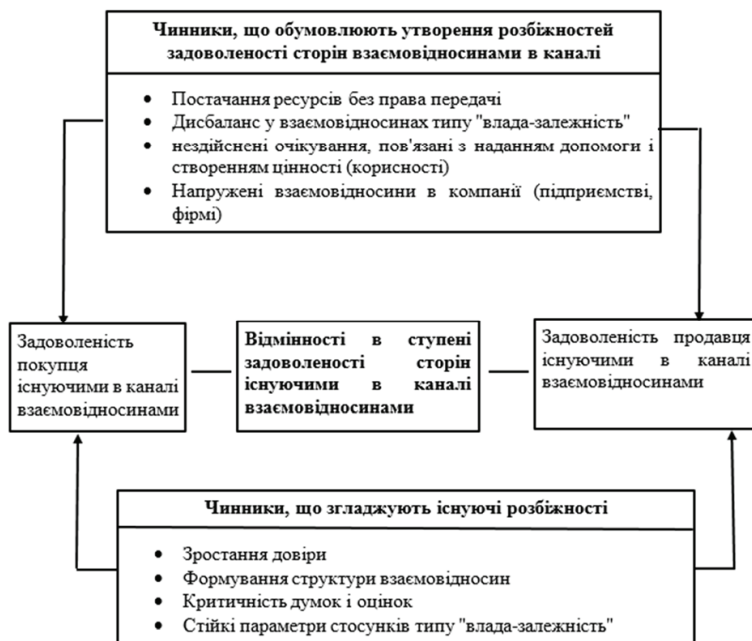 Чинники, що обумовлюють утворення розбіжностей
задоволеності сторін взаємовідносинами в каналі
• Постачання ресурсів без права передачі
• Дисбаланс у взаємовідносинах типу "влада-залежність"
• нездійснені очікування, пов'язані з наданням допомоги і
створенням цінності (корисності)
• Напружені взаємовідносини в компанії (підприємстві,
фірмі)
Задоволеність
покупця
існуючими в каналі
взаємовідносинами
Відмінності в ступені
задоволеності сторін
існуючими в каналі
взаємовідносинами
Задоволеність продавця
існуючими в каналі
взаємовідносинами
Чинники, що згладжують існуючі розбіжності
• Зростання довіри
• Формування структури взаємовідносин
• Критичність думок і оцінок
• Стійкі параметри стосунків типу "влада-залежність"